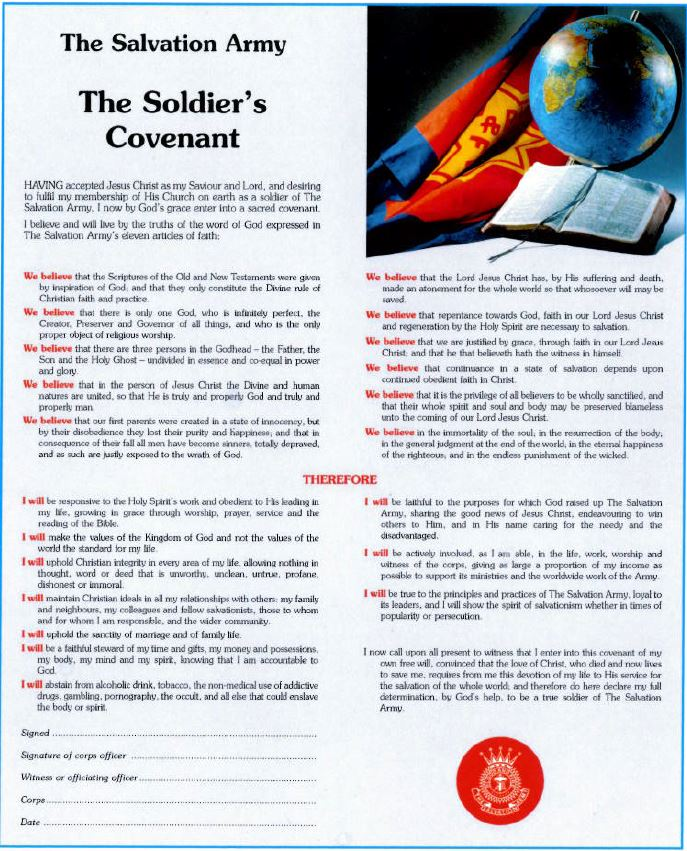 The Salvation Army
The Soldier's
Covenant
HAVING accepted Jesus Christ as my Saviour and Lord, and desiring
to fulfil my membership of His Church on earth as a soldier of The
Salvation Army, I now by God's grace enter into a sacred covenant.
I believe and will live by the truths of the word of God expressed in
The Salvation Army's eleven articles of faith:
We believe that the Scriptures of the Old and New Testaments were given
by inspiration of God; and that they only constitute the Divine rule of
Christian faith and practice.
We believe that there is only one God, who is infinitely perfect, the
Creator, Preserver and Governor of all things, and who is the only
proper object of religious worship.
We believe that there are three persons in the Godhead – the Father, the
Son and the Holy Ghost – undivided in essence and co-equal in power
and glory.
We believe that in the person of Jesus Christ the Divine and human
natures are united, so that He is truly and properly God and truly and
properly man.
We believe that our first parents were created in a state of innocency, but
by their disobedience they lost their purity and happiness; and that in
consequence of their fall all men have become sinners, totally depraved,
and as such are justly exposed to the wrath of God.
We believe that the Lord Jesus Christ has, by His suffering and death,
made an atonement for the whole world so that whosoever will may be
saved.
We believe that repentance towards God, faith in our Lord Jesus Christ
and regeneration by the Holy Spirit are necessary to salvation.
We believe that we are justified by grace, through faith in our Lord Jesus
Christ; and that he that believeth hath the witness in himself.
We believe that continuance in a state of salvation depends upon
continued obedient faith in Christ.
We believe that it is the privilege of all believers to be wholly sanctified, and
that their whole spirit and soul and body may be preserved blameless
unto the coming of our Lord Jesus Christ.
We believe in the immortality of the soul; in the resurrection of the body;
in the general judgment at the end of the world; in the eternal happiness
of the righteous; and in the endless punishment of the wicked.
THEREFORE
I will be responsive to the Holy Spirit's work and obedient to His leading in
my life, growing in grace through worship, prayer, service and the
reading of the Bible.
I will make the values of the Kingdom of God and not the values of the
world the standard for my life.
I will uphold Christian integrity in every area of my life, allowing nothing in
thought, word or deed that is unworthy, unclean, untrue, profane,
dishonest or immoral.
I will maintain Christian ideals in all my relationships with others; my family
and neighbours, my colleagues and fellow salvationists, those to whom
and for whom I am responsible, and the wider community.
I will uphold the sanctity of marriage and of family life.
I will be a faithful steward of my time and gifts, my money and possessions,
my body, my mind and my spirit, knowing that I am accountable to
God.
I will abstain from alcoholic drink, tobacco, the non-medical use of addictive
drugs, gambling, pornography, the occult, and all else that could enslave
the body or spirit.
I will be faithful to the purposes for which God raised up The Salvation
Army, sharing the good news of Jesus Christ, endeavouring to win
others to Him, and in His name caring for the needy and the
disadvantaged.
I will be actively involved, as I am able, in the life, work, worship and
witness of the corps, giving as large a proportion of my income as
possible to support its ministries and the worldwide work of the Army.
I will be true to the principles and practices of The Salvation Army, loyal to
its leaders, and I will show the spirit of salvationism whether in times of
popularity or persecution.
I now call upon all present to witness that I enter into this covenant of my
own free will, convinced that the love of Christ, who died and now lives
to save me, requires from me this devotion of my life to His service for
the salvation of the whole world; and therefore do here declare my full
determination, by God's help, to be a true soldier of The Salvation
Army.
Signed
Signature of corps officer
Witness or officiating officer
Corps
Date